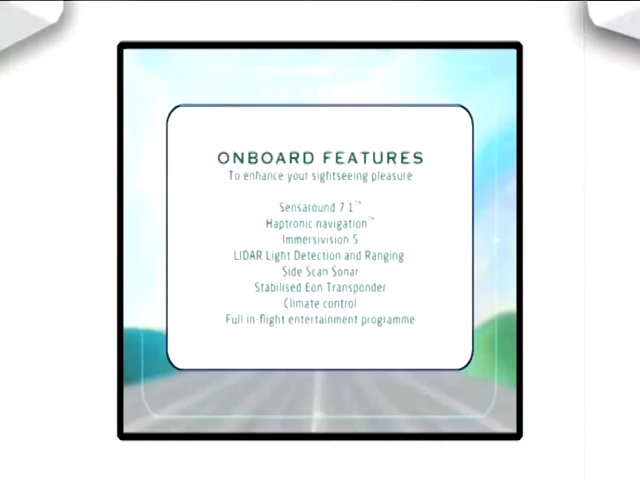 ONBOARD FEATURES
To enhance your sightseeing pleasure
Sensaround 7.1™
Haptronic navigation™
Immersivision 5
LIDAR Light Detection and Ranging
Side Scan Sonar
Stabilised Eon Transponder
Climate control
Full in-flight entertainment programme